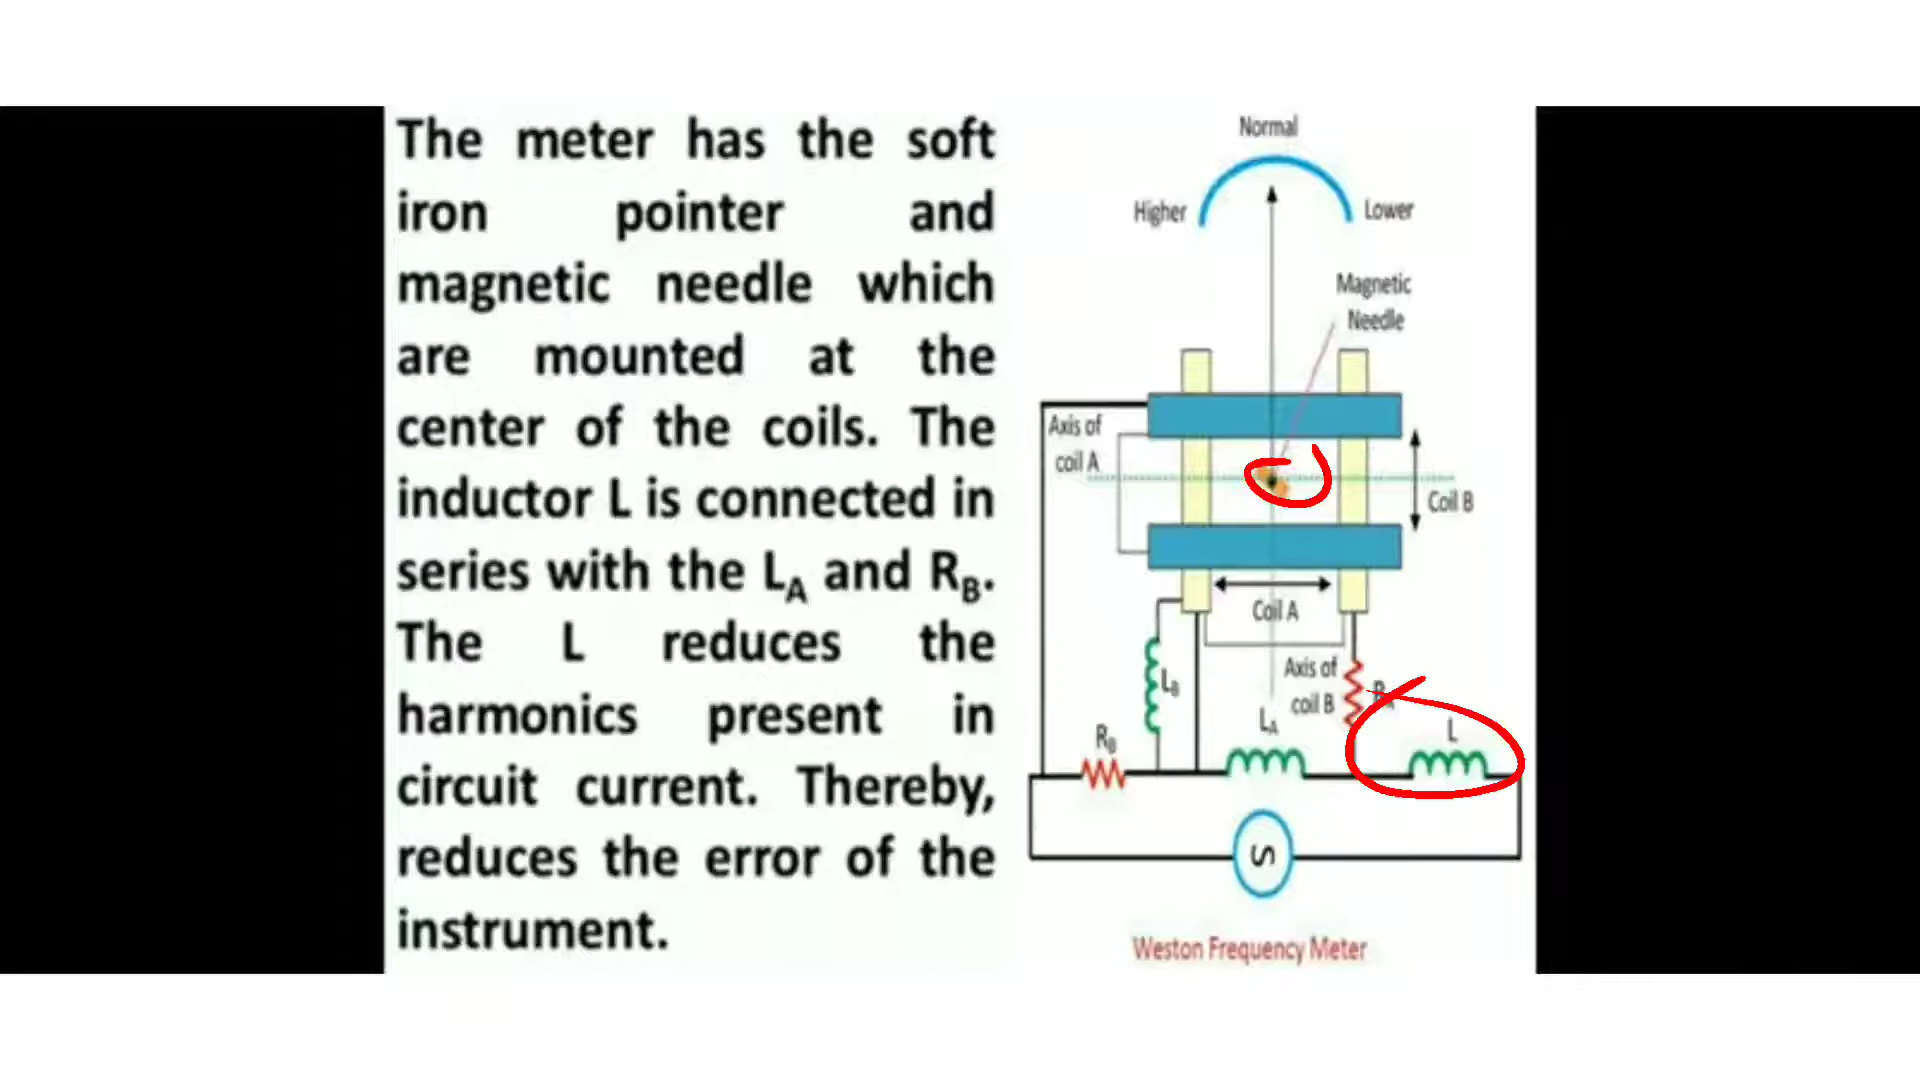 The meter has the soft
iron pointer and
magnetic needle which
are mounted at the
center of the coils. The
inductor L is connected in
series with the LA and RB.
The L reduces the
harmonics present in
circuit current. Thereby,
reduces the error of the
instrument.
Normal
Higher
Lower
Magnetic
Needle
Axis of
coil A
Coil B
Coil A
Axis of
coil B
LB
RB
LA
L
S
Weston Frequency Meter